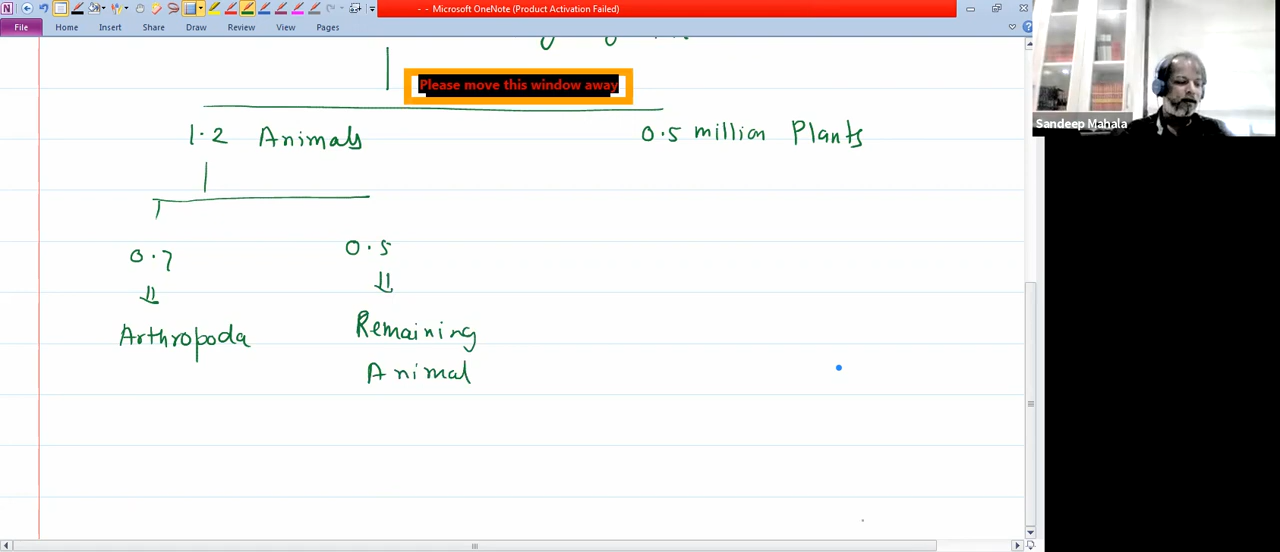 - - Microsoft OneNote (Product Activation Failed)
File Home Insert Share Draw Review View Pages
Please move this window away
1.2 Animals 0.5 million Plants
0.7 0.5
Arthropoda Remaining
Animal
Sandeep Mahala